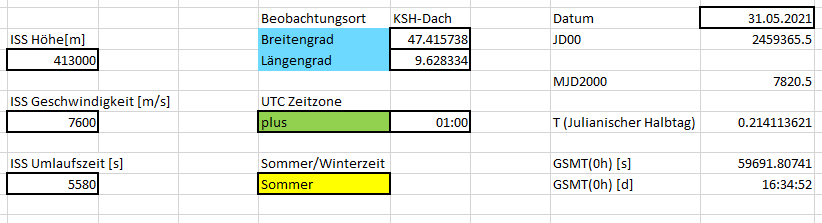 Beobachtungsort KSH-Dach Datum 31.05.2021
ISS Höhe[m] Breitengrad 47.415738 JD00 2459365.5
413000 Längengrad 9.628334
MJD2000 7820.5
ISS Geschwindigkeit [m/s] UTC Zeitzone
7600 plus 01:00 T (Julianischer Halbtag) 0.214113621
ISS Umlaufszeit [s] Sommer/Winterzeit GSMT(0h) [s] 59691.80741
5580 Sommer GSMT(0h) [d] 16:34:52